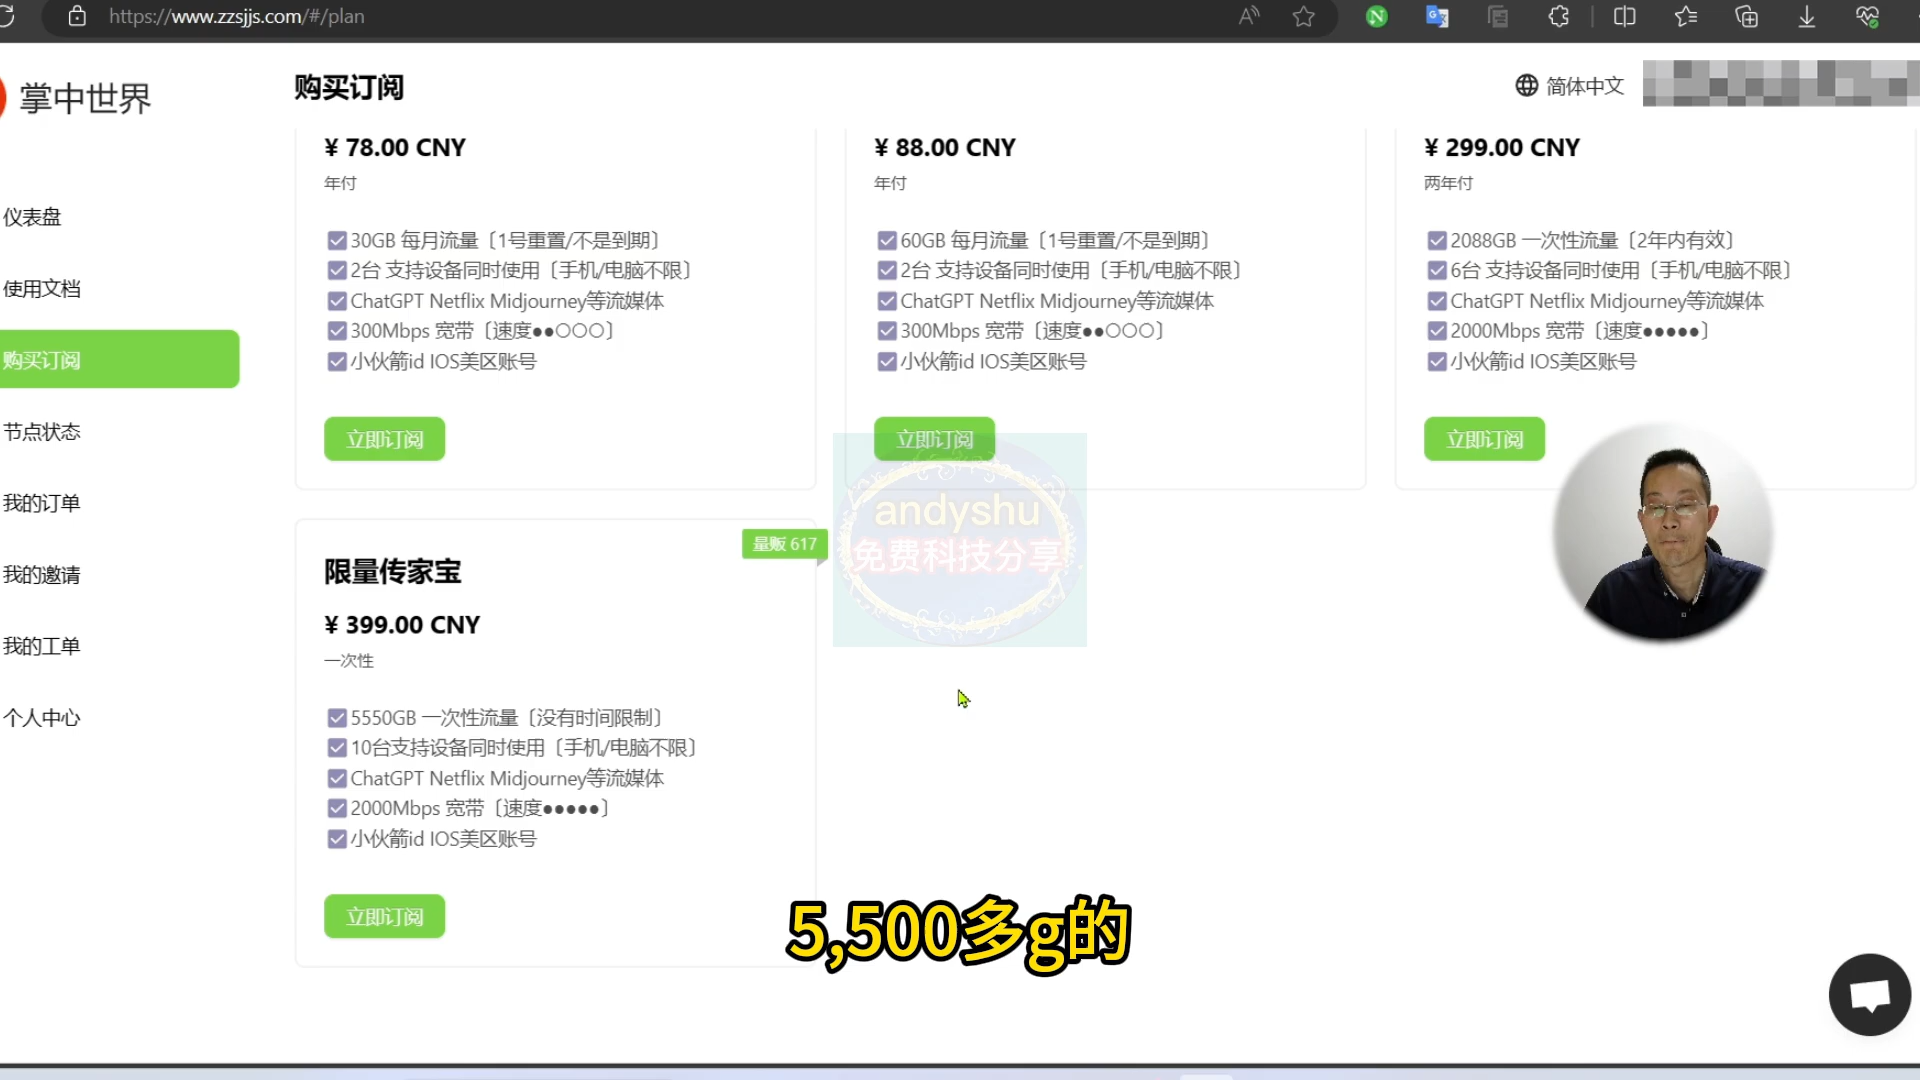 https://www.zzsjjs.com/#/plan
掌中世界
购买订阅
简体中文
仪表盘
使用文档
购买订阅
节点状态
我的订单
我的邀请
我的工单
个人中心
¥ 78.00 CNY
年付
30GB 每月流量〔1号重置/不是到期〕
2台 支持设备同时使用〔手机/电脑不限〕
ChatGPT Netflix Midjourney等流媒体
300Mbps 宽带〔速度●●○○○〕
小伙箭id IOS美区账号
立即订阅
¥ 88.00 CNY
年付
60GB 每月流量〔1号重置/不是到期〕
2台 支持设备同时使用〔手机/电脑不限〕
ChatGPT Netflix Midjourney等流媒体
300Mbps 宽带〔速度●●○○○〕
小伙箭id IOS美区账号
立即订阅
¥ 299.00 CNY
两年付
2088GB 一次性流量〔2年内有效〕
6台 支持设备同时使用〔手机/电脑不限〕
ChatGPT Netflix Midjourney等流媒体
2000Mbps 宽带〔速度●●●●●〕
小伙箭id IOS美区账号
立即订阅
量贩 617
限量传家宝
¥ 399.00 CNY
一次性
5550GB 一次性流量〔没有时间限制〕
10台支持设备同时使用〔手机/电脑不限〕
ChatGPT Netflix Midjourney等流媒体
2000Mbps 宽带〔速度●●●●●〕
小伙箭id IOS美区账号
立即订阅
andyshu
免费科技分享
5,500多g的